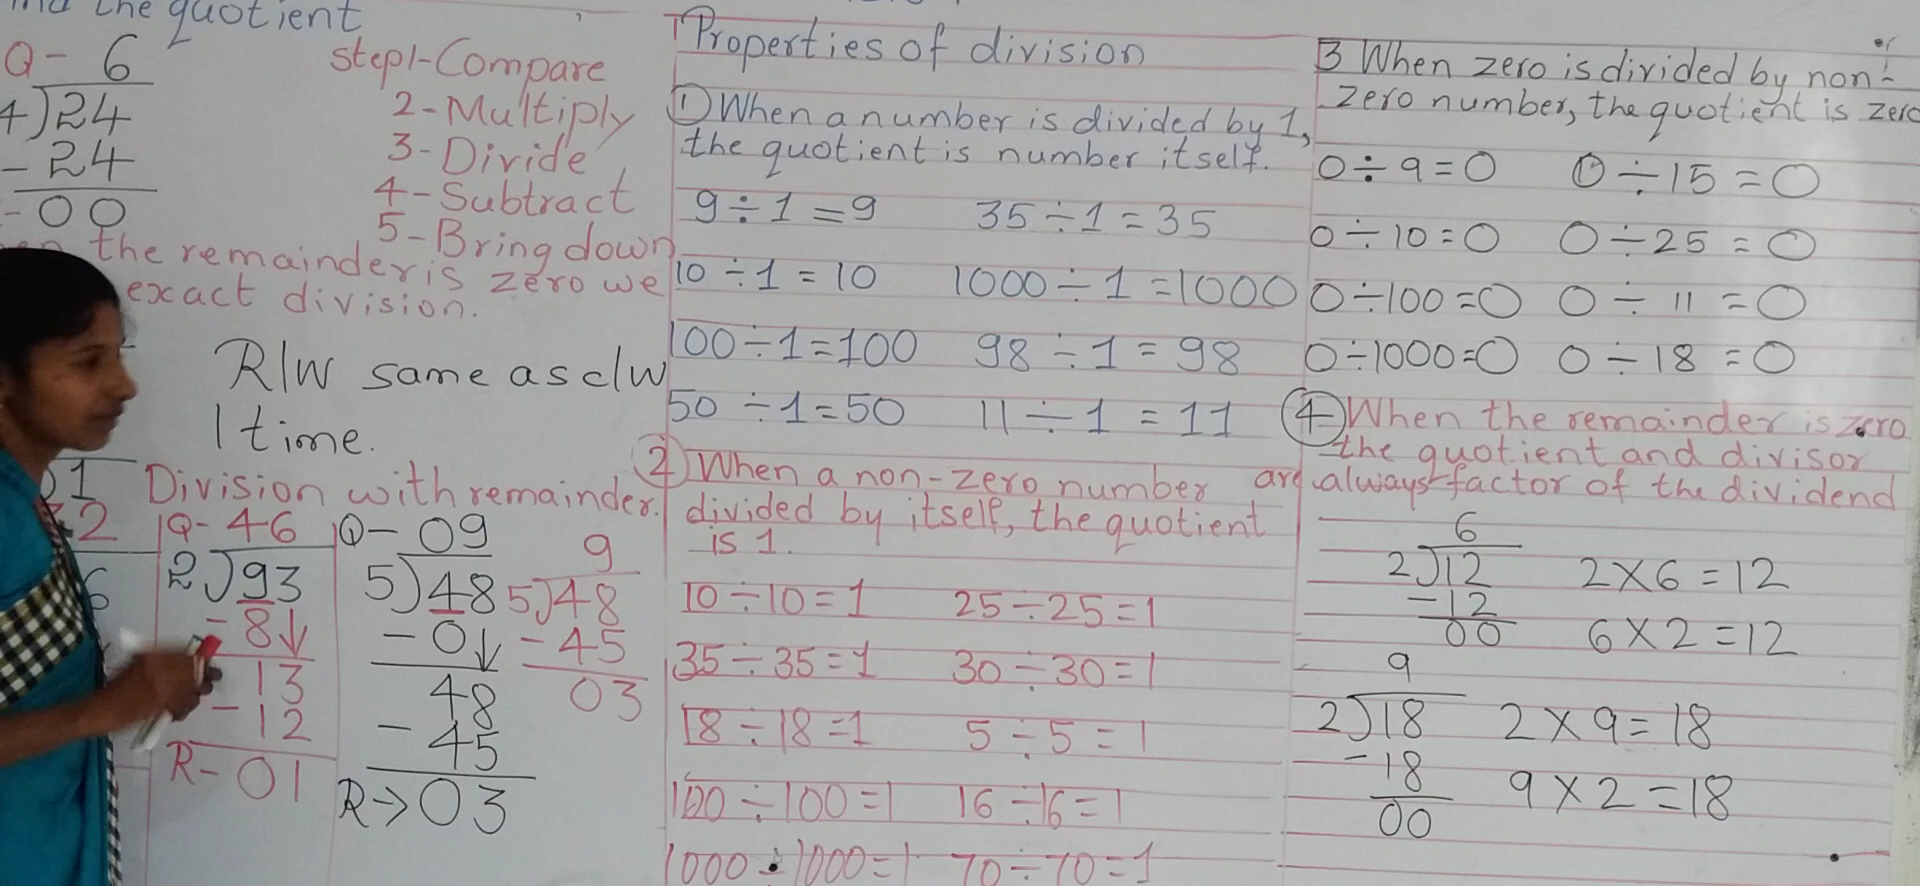 the quotient
Q - 6
4)24
- 24
- 00
step1-Compare
2-Multiply
3-Divide
4-Subtract
5-Bring down
the remainder is zero we
exact division.
R/W same as c/w
1 time.
Division with remainder.
Q- 46
2)93
-8↓
13
-12
R- 01
Q- 09
5)48
-0↓
48
- 45
R→03
9
5)48
-45
03
Properties of division
① When a number is divided by 1,
the quotient is number itself.
9÷1=9 35÷1=35
10÷1=10 1000÷1=1000
100÷1=100 98÷1=98
50÷1=50 11÷1=11
② When a non-zero number
divided by itself, the quotient
is 1.
10÷10=1 25÷25=1
35÷35=1 30÷30=1
18÷18=1 5÷5=1
100÷100=1 16÷16=1
1000÷1000=1 70÷70=1
3 When zero is divided by non-
zero number, the quotient is zero
0÷9=0 0÷15=0
0÷10=0 0÷25=0
0÷100=0 0÷11=0
0÷1000=0 0÷18=0
④ When the remainder is zero
the quotient and divisor
are always factor of the dividend
6
2)12 2×6=12
-12
00 6×2=12
9
2)18 2×9=18
-18
00 9×2=18